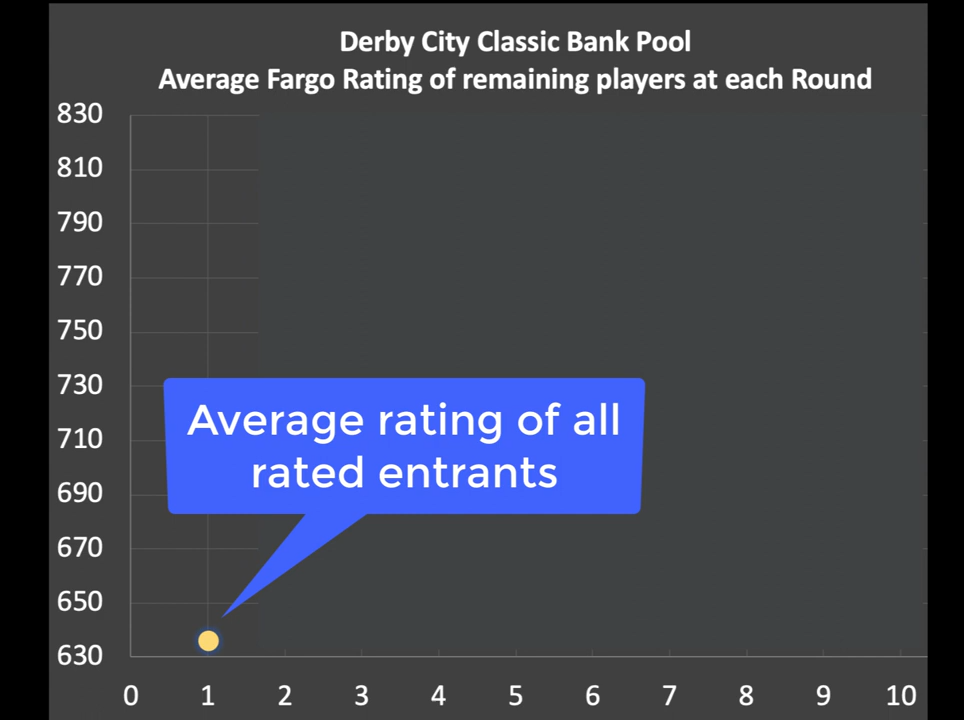 Derby City Classic Bank Pool
Average Fargo Rating of remaining players at each Round
830
810
790
770
750
730
710
690
670
650
630
Average rating of all
rated entrants
0 1 2 3 4 5 6 7 8 9 10